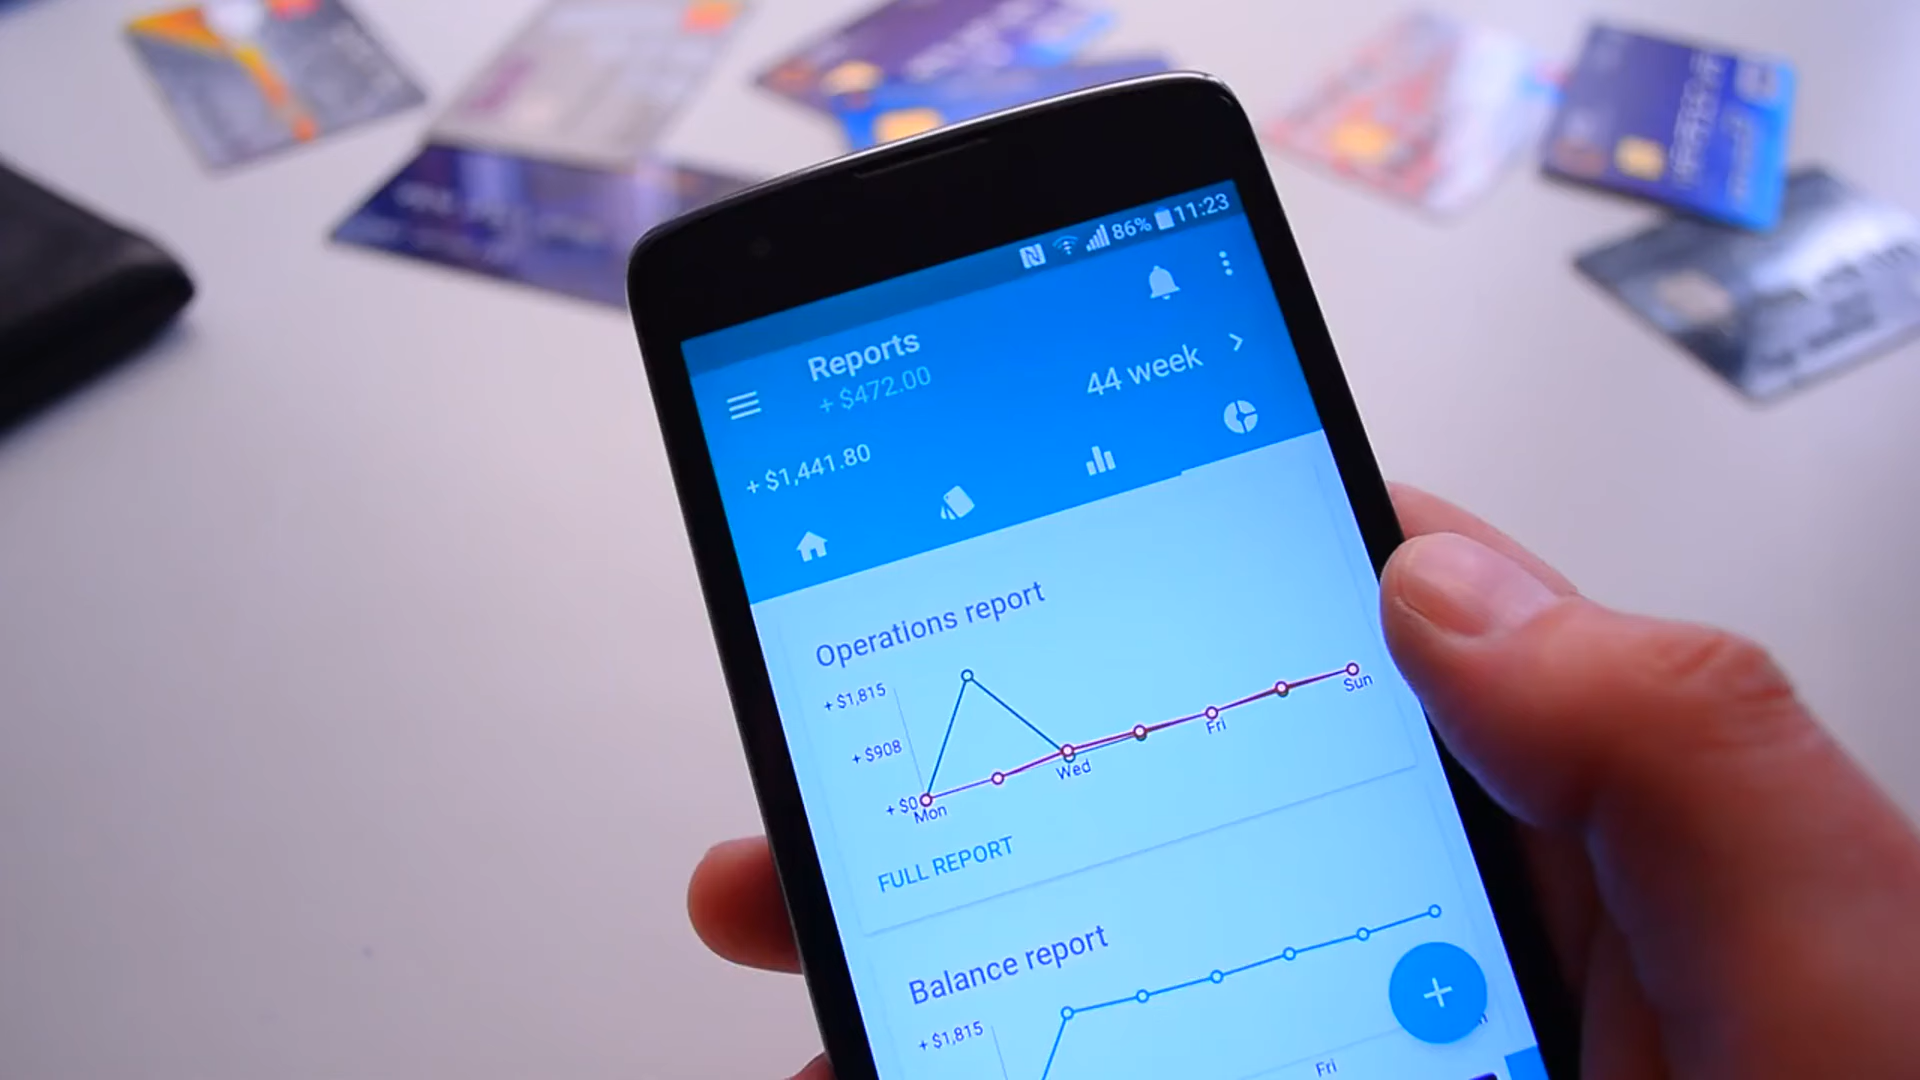 86% 11:23
Reports
+ $472.00
44 week
+ $1,441.80
Operations report
+ $1,815
+ $908
+ $0
Mon
Wed
Fri
Sun
FULL REPORT
Balance report
+ $1,815
Fri